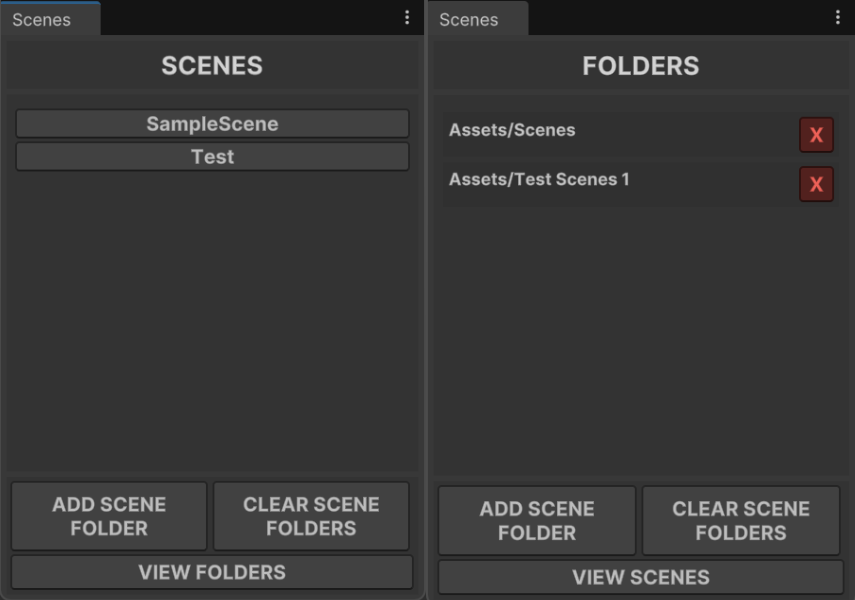 Scenes
SCENES
SampleScene
Test
ADD SCENE
FOLDER
CLEAR SCENE
FOLDERS
VIEW FOLDERS
Scenes
FOLDERS
Assets/Scenes
X
Assets/Test Scenes 1
X
ADD SCENE
FOLDER
CLEAR SCENE
FOLDERS
VIEW SCENES